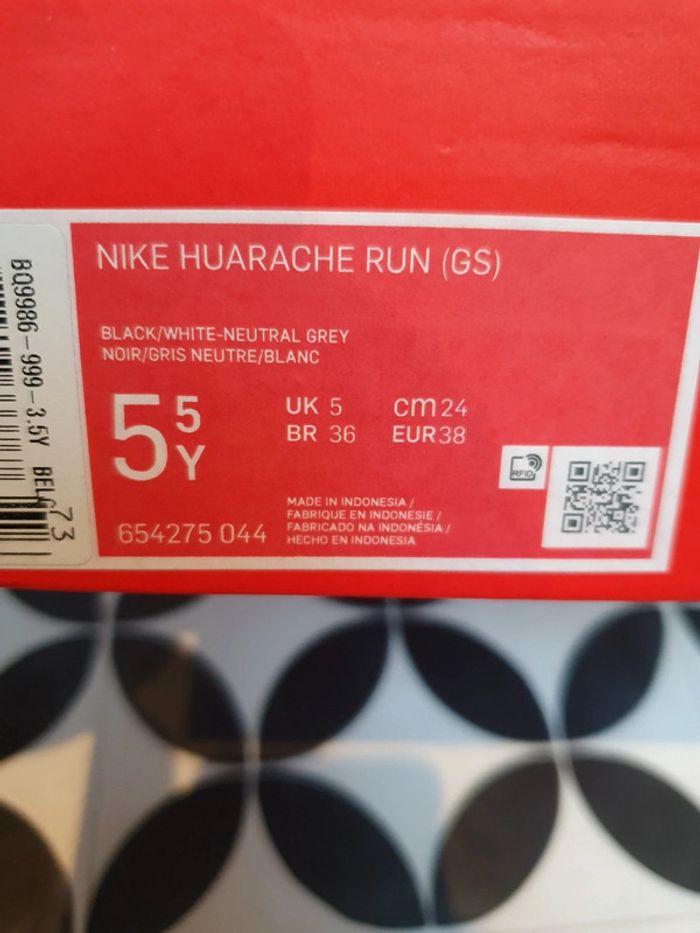 NIKE HUARACHE RUN (GS)
BLACK/WHITE-NEUTRAL GREY
NOIR/GRIS NEUTRE/BLANC
5 5 Y
UK 5 cm 24
BR 36 EUR 38
RFID
MADE IN INDONESIA /
FABRIQUE EN INDONESIE /
FABRICADO NA INDONÉSIA /
HECHO EN INDONESIA
654275 044
BQ9986-999-3.5Y
73